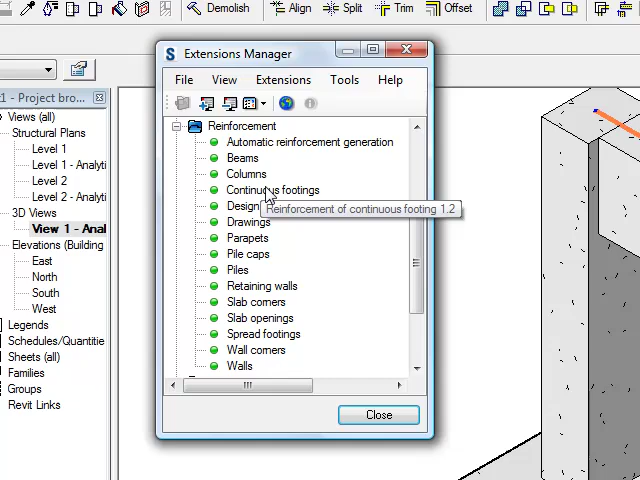 Demolish
Align
Split
Trim
Offset
1 - Project bro...
Views (all)
Structural Plans
Level 1
Level 1 - Analyti
Level 2
Level 2 - Analyti
3D Views
View 1 - Anal
Elevations (Building
East
North
South
West
Legends
Schedules/Quantitie
Sheets (all)
Families
Groups
Revit Links
S Extensions Manager
File View Extensions Tools Help
Reinforcement
Automatic reinforcement generation
Beams
Columns
Continuous footings
Design
Reinforcement of continuous footing 1.2
Drawings
Parapets
Pile caps
Piles
Retaining walls
Slab corners
Slab openings
Spread footings
Wall corners
Walls
Close